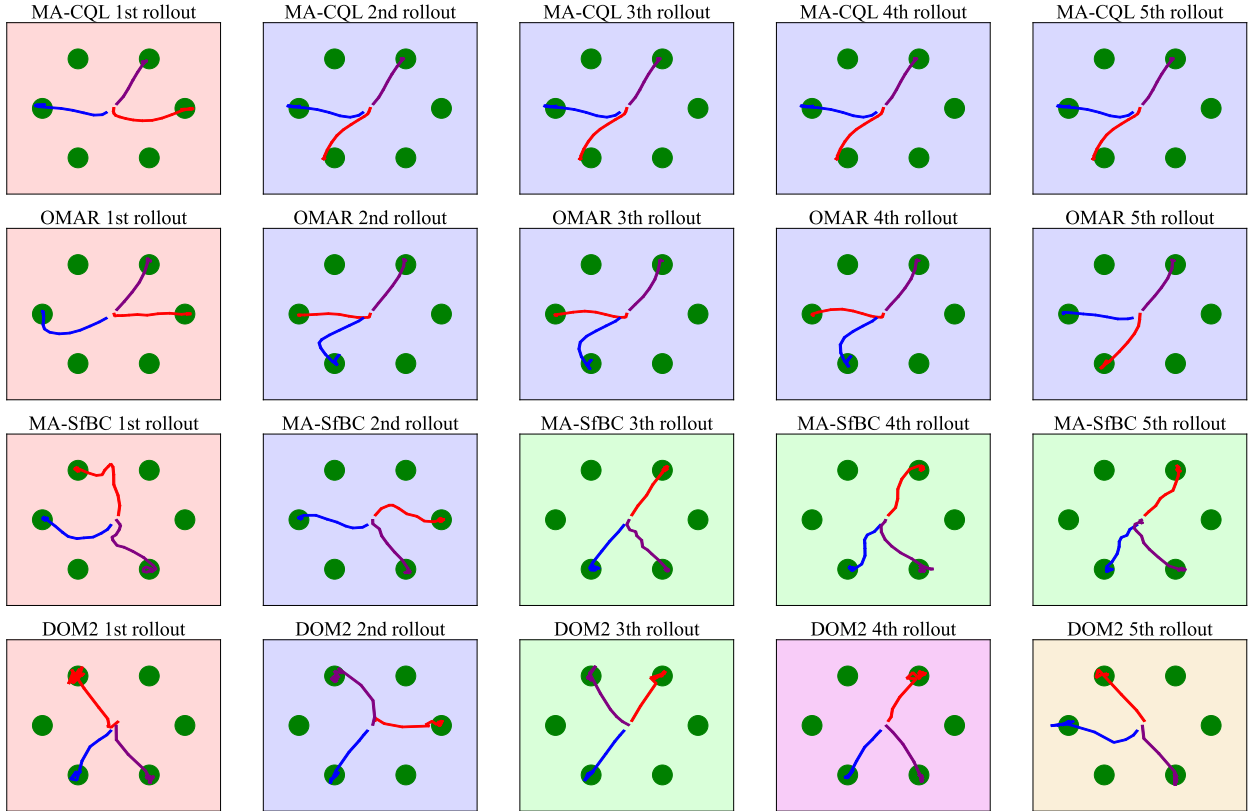 MA-CQL 1st rollout
MA-CQL 2nd rollout
MA-CQL 3th rollout
MA-CQL 4th rollout
MA-CQL 5th rollout
OMAR 1st rollout
OMAR 2nd rollout
OMAR 3th rollout
OMAR 4th rollout
OMAR 5th rollout
MA-SfBC 1st rollout
MA-SfBC 2nd rollout
MA-SfBC 3th rollout
MA-SfBC 4th rollout
MA-SfBC 5th rollout
DOM2 1st rollout
DOM2 2nd rollout
DOM2 3th rollout
DOM2 4th rollout
DOM2 5th rollout